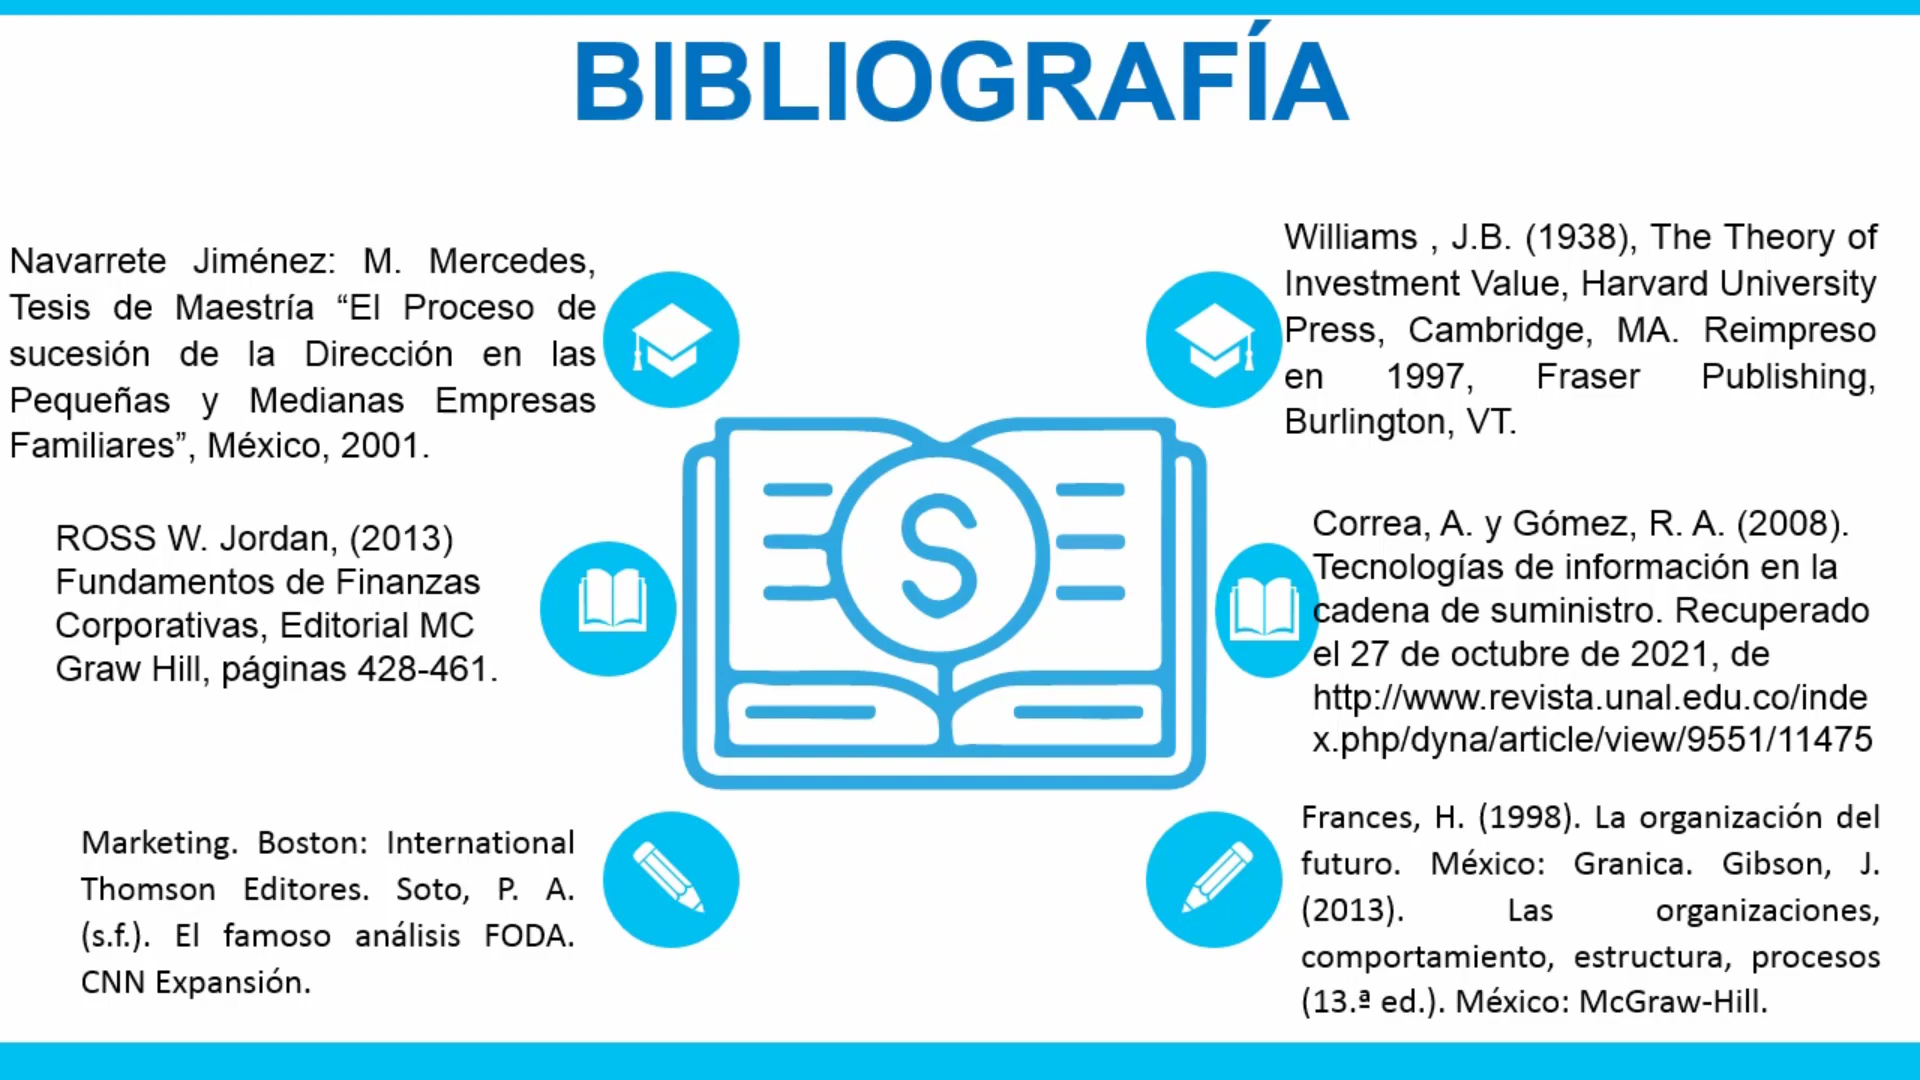 BIBLIOGRAFÍA
Navarrete Jiménez: M. Mercedes,
Tesis de Maestría “El Proceso de
sucesión de la Dirección en las
Pequeñas y Medianas Empresas
Familiares”, México, 2001.
ROSS W. Jordan, (2013)
Fundamentos de Finanzas
Corporativas, Editorial MC
Graw Hill, páginas 428-461.
Marketing. Boston: International
Thomson Editores. Soto, P. A.
(s.f.). El famoso análisis FODA.
CNN Expansión.
Williams , J.B. (1938), The Theory of
Investment Value, Harvard University
Press, Cambridge, MA. Reimpreso
en 1997, Fraser Publishing,
Burlington, VT.
Correa, A. y Gómez, R. A. (2008).
Tecnologías de información en la
cadena de suministro. Recuperado
el 27 de octubre de 2021, de
http://www.revista.unal.edu.co/inde
x.php/dyna/article/view/9551/11475
Frances, H. (1998). La organización del
futuro. México: Granica. Gibson, J.
(2013). Las organizaciones,
comportamiento, estructura, procesos
(13.ª ed.). México: McGraw-Hill.